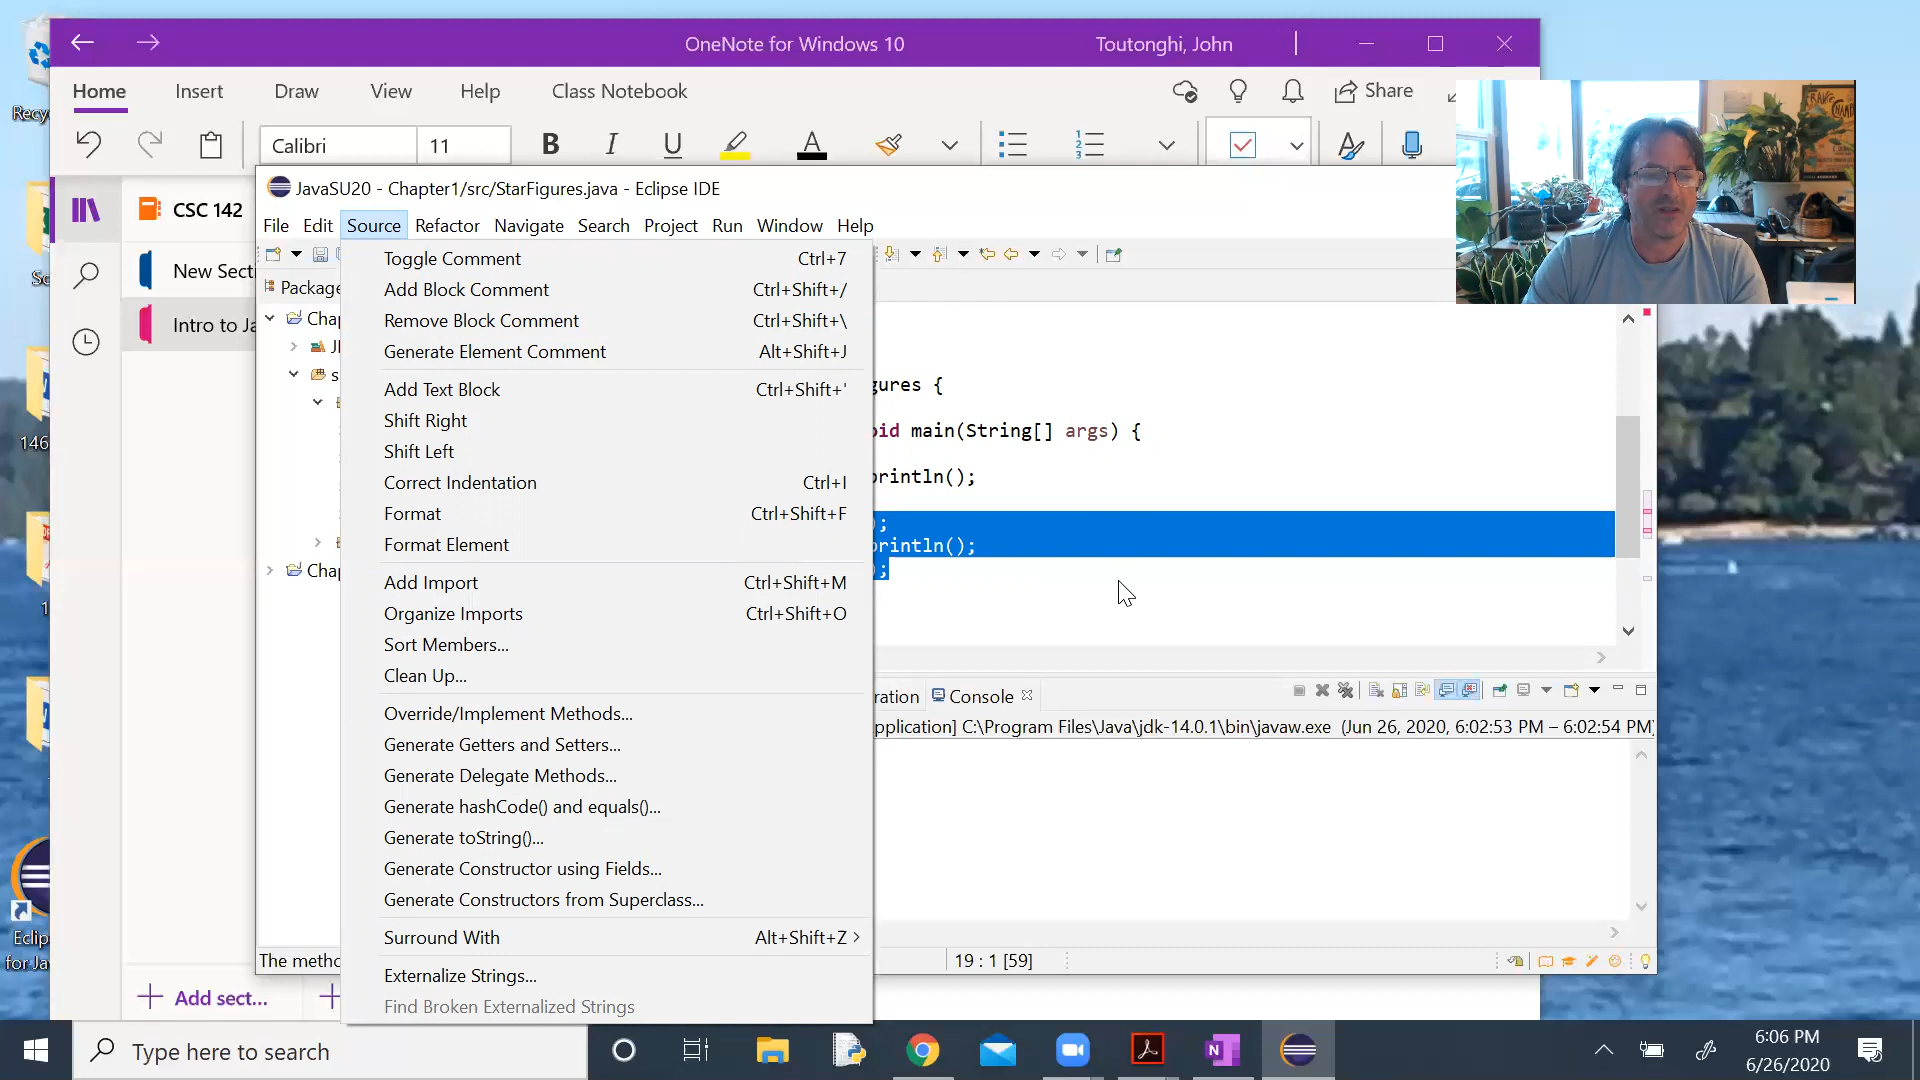 OneNote for Windows 10
Toutonghi, John
Home Insert Draw View Help Class Notebook
Share
Calibri 11
B I U A
CSC 142
New Secti
Intro to Ja
Add sect...
JavaSU20 - Chapter1/src/StarFigures.java - Eclipse IDE
File Edit Source Refactor Navigate Search Project Run Window Help
Package
Chap
Chap
Toggle Comment Ctrl+7
Add Block Comment Ctrl+Shift+/
Remove Block Comment Ctrl+Shift+\
Generate Element Comment Alt+Shift+J
Add Text Block Ctrl+Shift+'
Shift Right
Shift Left
Correct Indentation Ctrl+I
Format Ctrl+Shift+F
Format Element
Add Import Ctrl+Shift+M
Organize Imports Ctrl+Shift+O
Sort Members...
Clean Up...
Override/Implement Methods...
Generate Getters and Setters...
Generate Delegate Methods...
Generate hashCode() and equals()...
Generate toString()...
Generate Constructor using Fields...
Generate Constructors from Superclass...
Surround With Alt+Shift+Z
Externalize Strings...
Find Broken Externalized Strings
gures {
oid main(String[] args) {
println();
);
println();
);
ration Console
pplication] C:\Program Files\Java\jdk-14.0.1\bin\javaw.exe (Jun 26, 2020, 6:02:53 PM – 6:02:54 PM)
The metho
19 : 1 [59]
Recy
146
Eclip
for Ja
Type here to search
6:06 PM
6/26/2020